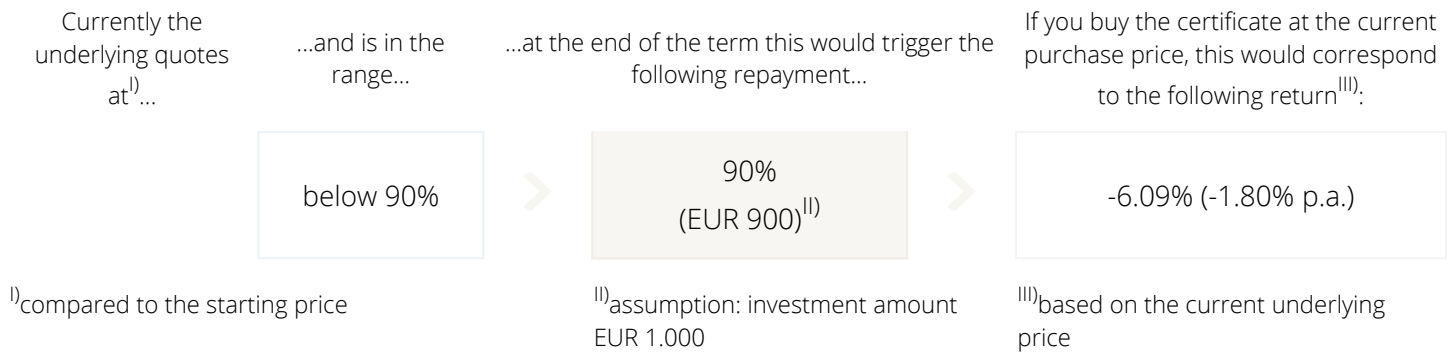 Currently the
underlying quotes
at I)...
...and is in the
range...
...at the end of the term this would trigger the
following repayment...
If you buy the certificate at the current
purchase price, this would correspond
to the following return III):
below 90%
90%
(EUR 900) II)
-6.09% (-1.80% p.a.)
I)compared to the starting price
II)assumption: investment amount
EUR 1.000
III)based on the current underlying
price